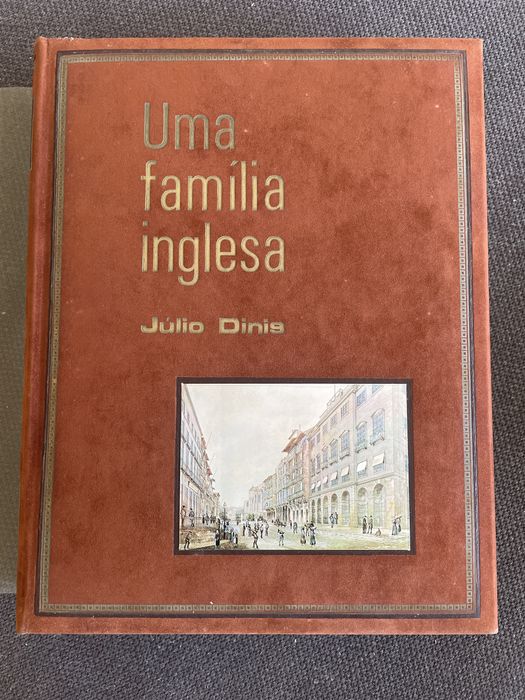 Uma
família
inglesa
Júlio Dinis